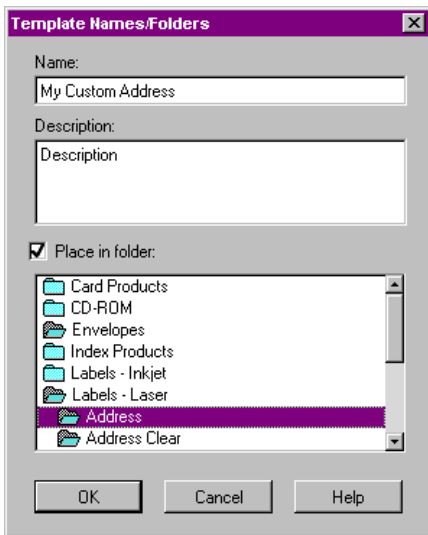 Template Names/Folders
Name:
My Custom Address
Description:
Description
Place in folder:
Card Products
CD-ROM
Envelopes
Index Products
Labels - Inkjet
Labels - Laser
Address
Address Clear
OK Cancel Help